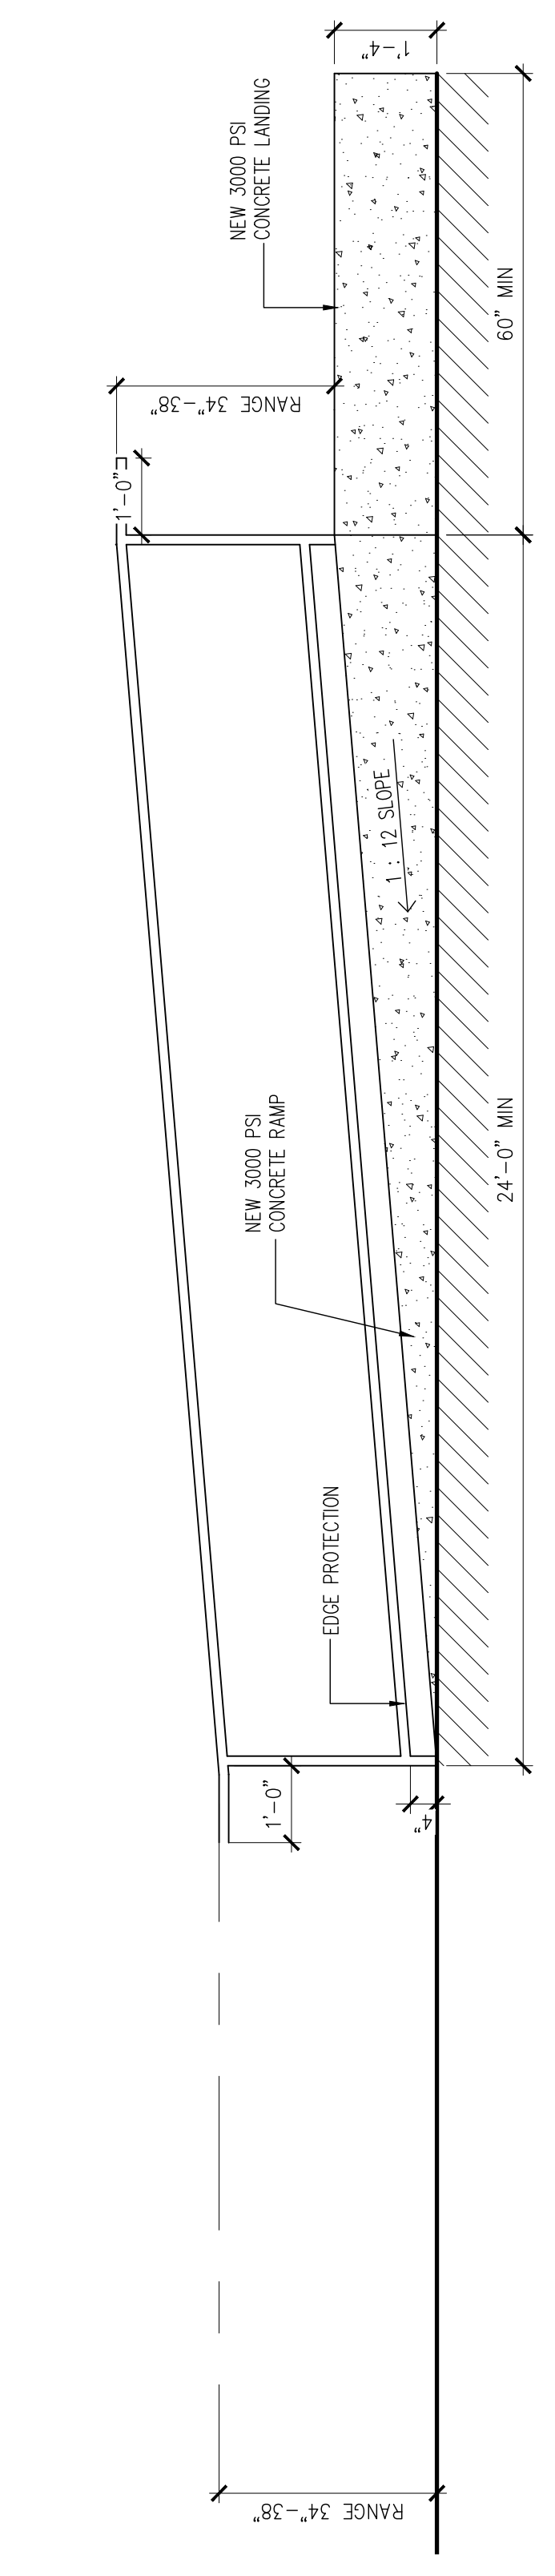 1'-4"
NEW 3000 PSI
CONCRETE LANDING
60" MIN
RANGE 34"-38"
1'-0"
1 : 12 SLOPE
NEW 3000 PSI
CONCRETE RAMP
24'-0" MIN
EDGE PROTECTION
1'-0"
4"
RANGE 34"-38"